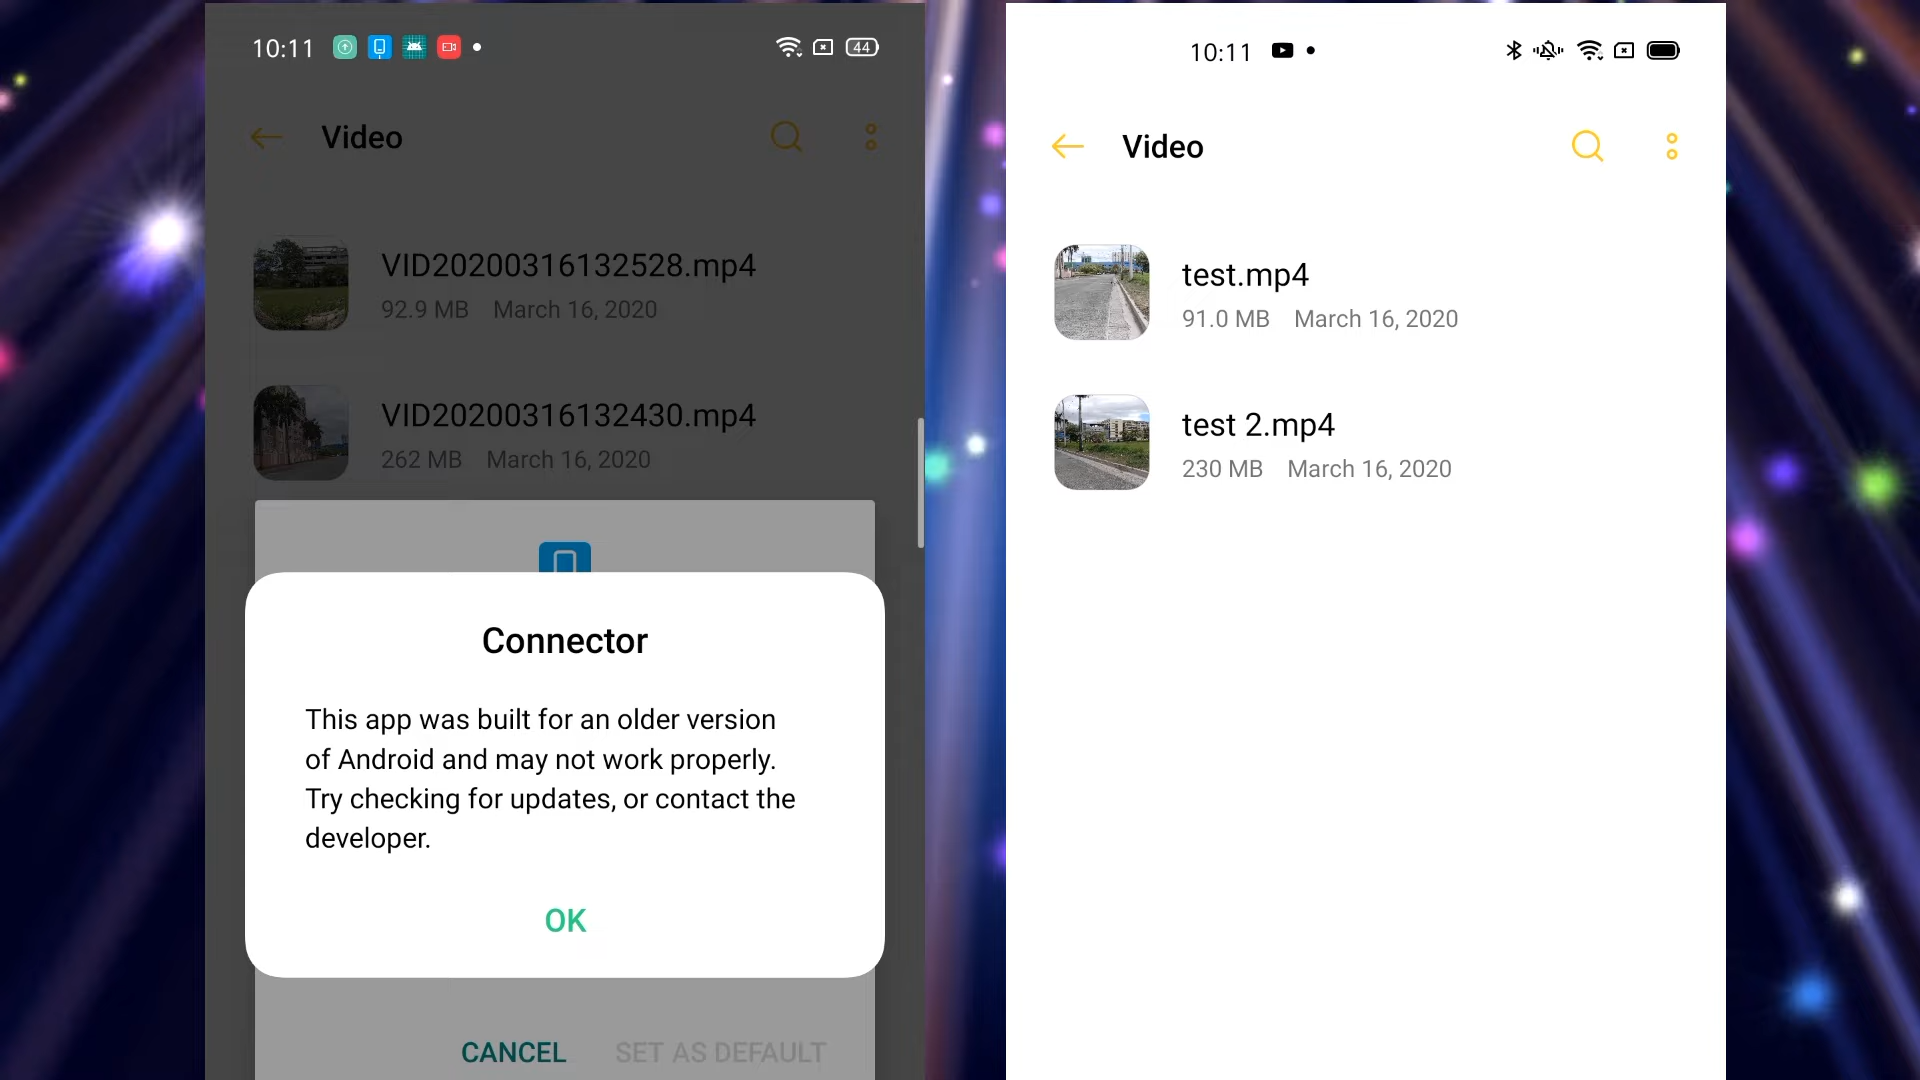 10:11
44
Video
VID20200316132528.mp4
92.9 MB March 16, 2020
VID20200316132430.mp4
262 MB March 16, 2020
Connector
This app was built for an older version
of Android and may not work properly.
Try checking for updates, or contact the
developer.
OK
CANCEL SET AS DEFAULT
10:11
Video
test.mp4
91.0 MB March 16, 2020
test 2.mp4
230 MB March 16, 2020